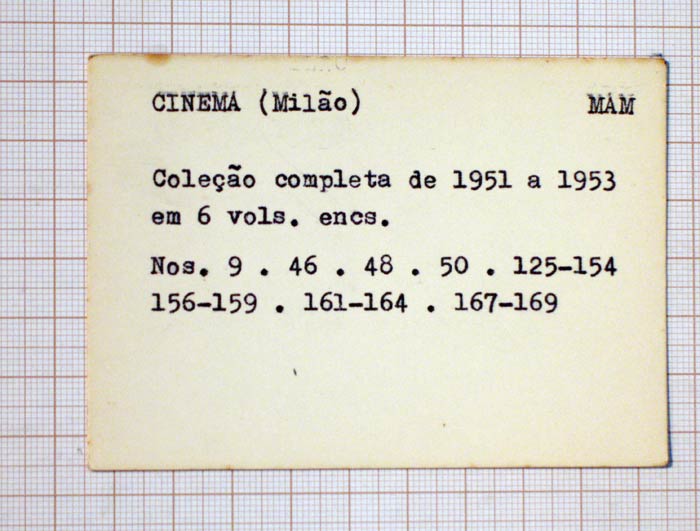 CINEMA (Milão) MAM
Coleção completa de 1951 a 1953
em 6 vols. encs.
Nos. 9 . 46 . 48 . 50 . 125-154
156-159 . 161-164 . 167-169